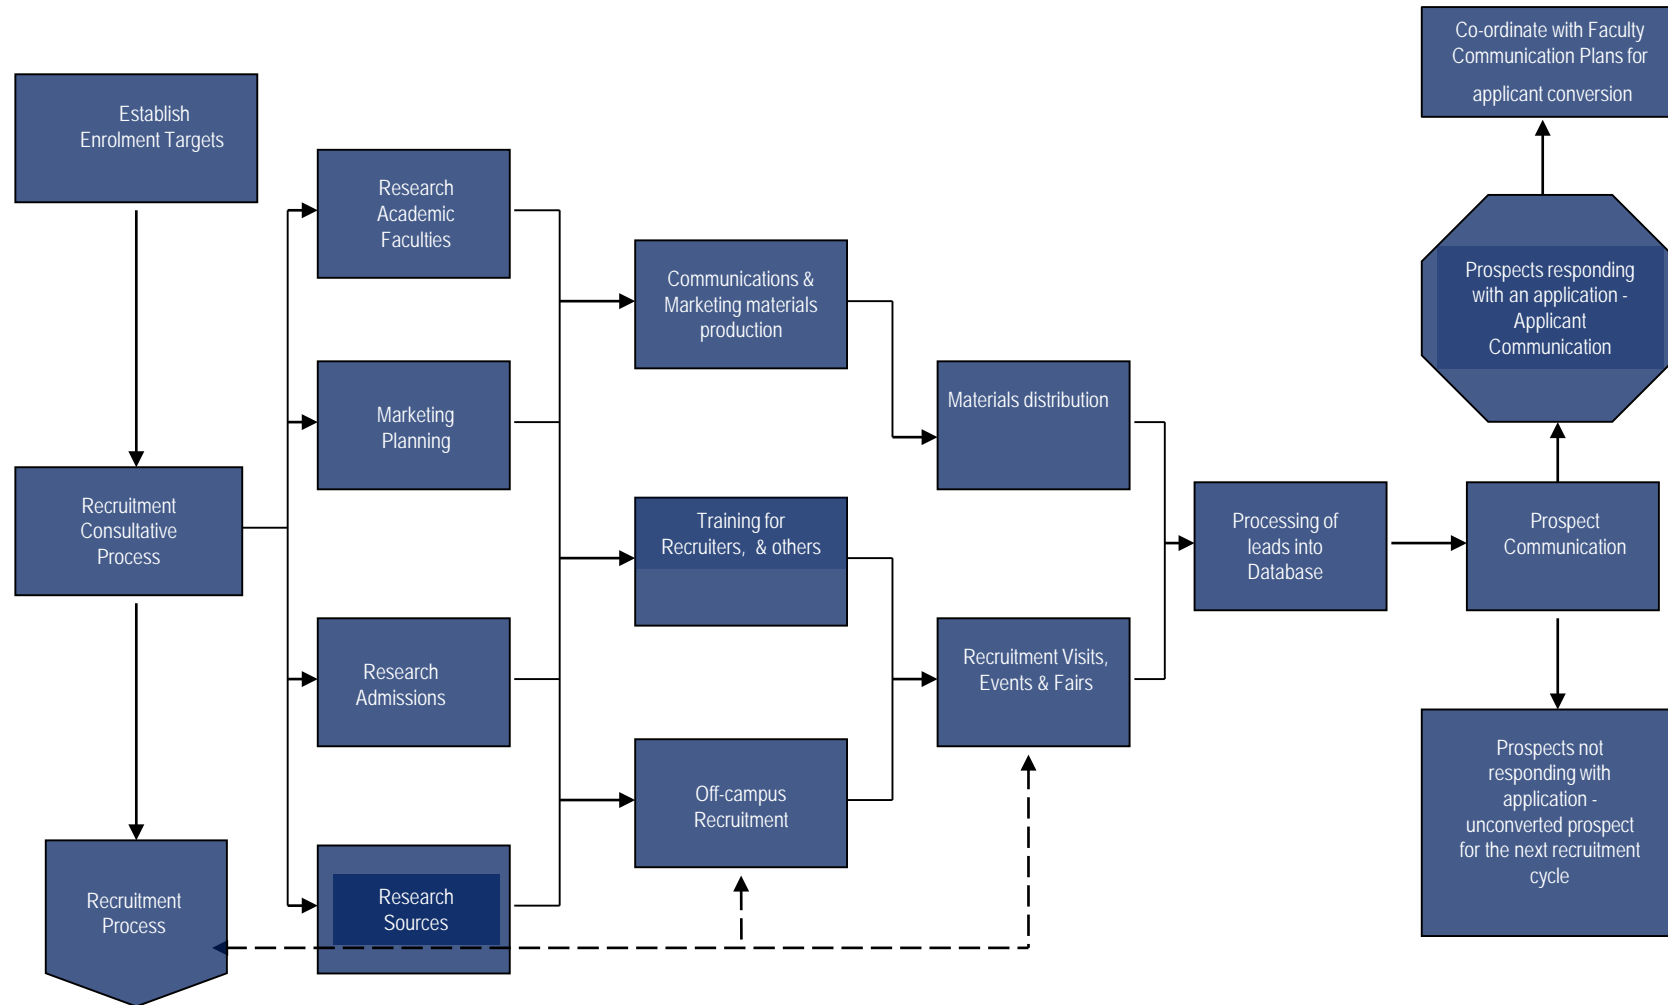 Establish
Enrolment Targets
Recruitment
Consultative
Process
Recruitment
Process
Research
Academic
Faculties
Marketing
Planning
Research
Admissions
Research
Sources
Communications &
Marketing materials
production
Training for
Recruiters, & others
Off-campus
Recruitment
Materials distribution
Recruitment Visits,
Events & Fairs
Processing of
leads into
Database
Prospect
Communication
Co-ordinate with Faculty
Communication Plans for
applicant conversion
Prospects responding
with an application -
Applicant
Communication
Prospects not
responding with
application -
unconverted prospect
for the next recruitment
cycle